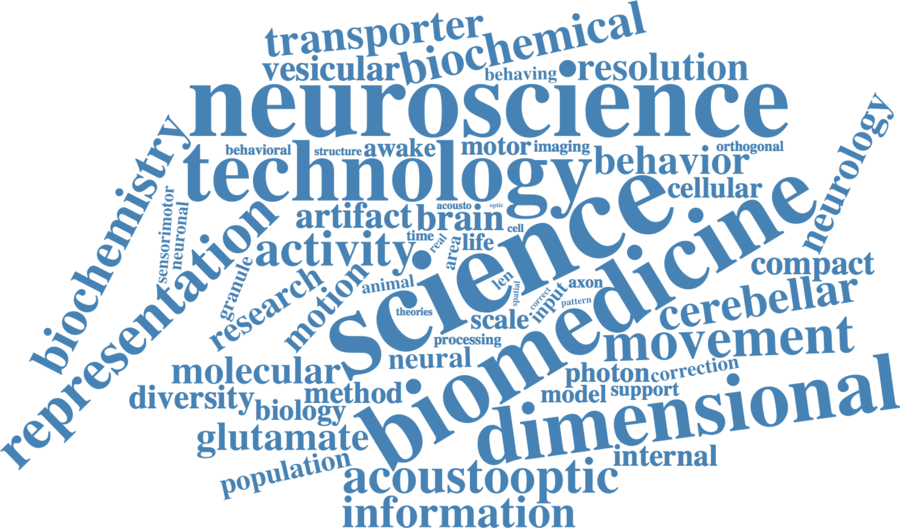 transporter
biochemical
vesicular
behaving
resolution
neuroscience
neurology
behavioral
structure
awake
motor
imaging
orthogonal
technology
behavior
cellular
biochemistry
sensorimotor
neuronal
artifact
brain
acousto
optic
cell
science
biomedicine
representation
activity
time
real
area
life
compact
granule
research
motion
animal
len
spatial
correct
input
axon
pattern
cerebellar
theories
scale
processing
movement
neural
molecular
method
photon
correction
diversity
biology
model
support
dimensional
glutamate
population
internal
acoustooptic
information